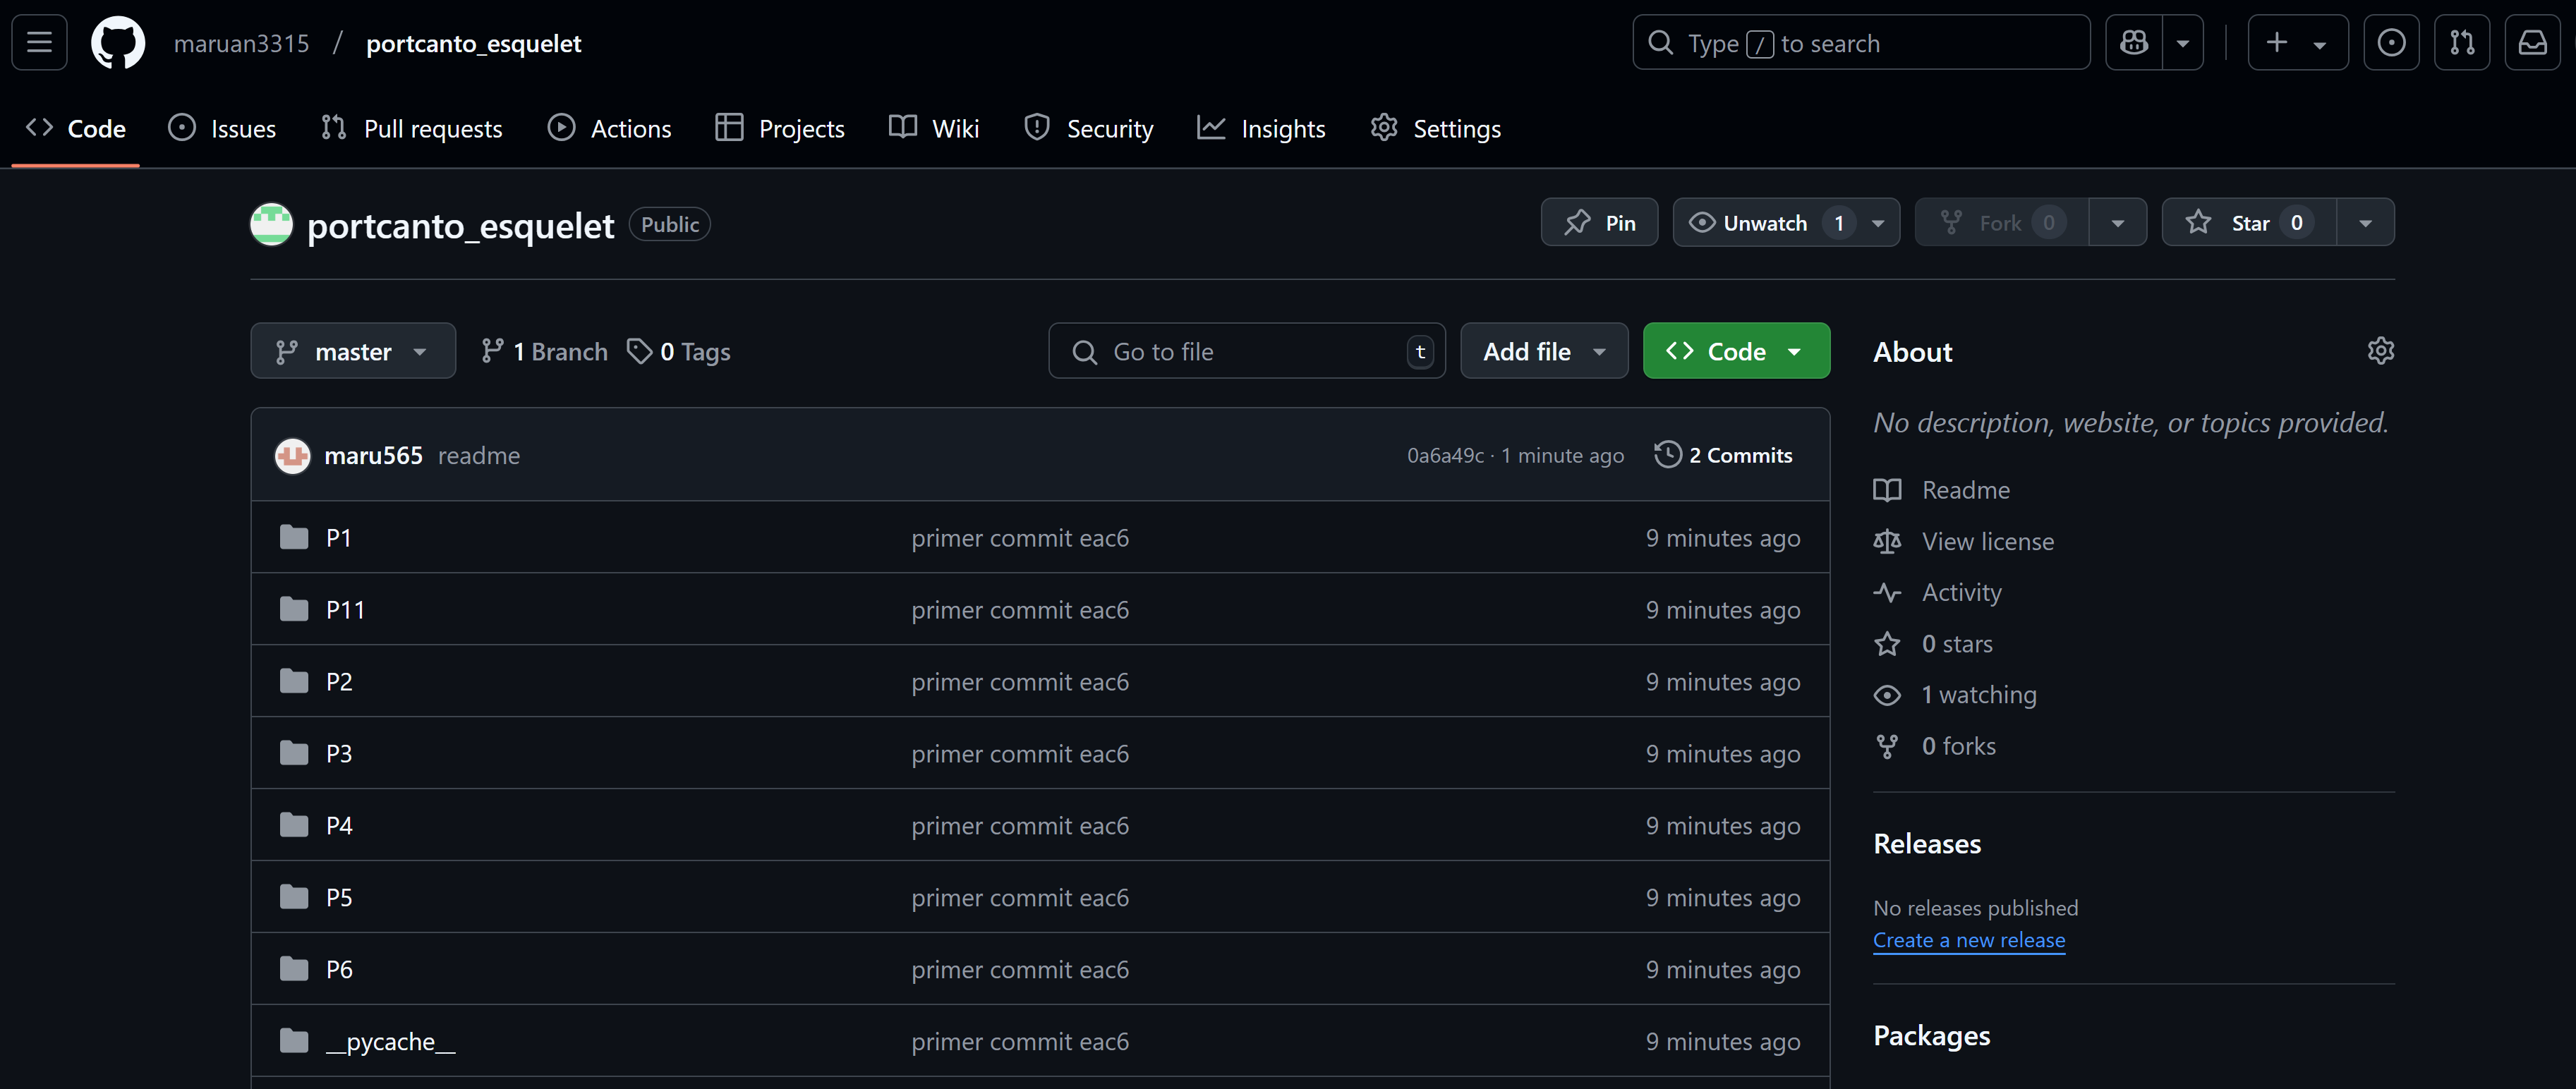 maruan3315 / portcanto_esquelet
Type / to search
Code Issues Pull requests Actions Projects Wiki Security Insights Settings
portcanto_esquelet Public
Pin Unwatch 1 Fork 0 Star 0
master 1 Branch 0 Tags Go to file t Add file Code
maru565 readme 0a6a49c · 1 minute ago 2 Commits
P1 primer commit eac6 9 minutes ago
P11 primer commit eac6 9 minutes ago
P2 primer commit eac6 9 minutes ago
P3 primer commit eac6 9 minutes ago
P4 primer commit eac6 9 minutes ago
P5 primer commit eac6 9 minutes ago
P6 primer commit eac6 9 minutes ago
__pycache__ primer commit eac6 9 minutes ago
About
No description, website, or topics provided.
Readme
View license
Activity
0 stars
1 watching
0 forks
Releases
No releases published
Create a new release
Packages